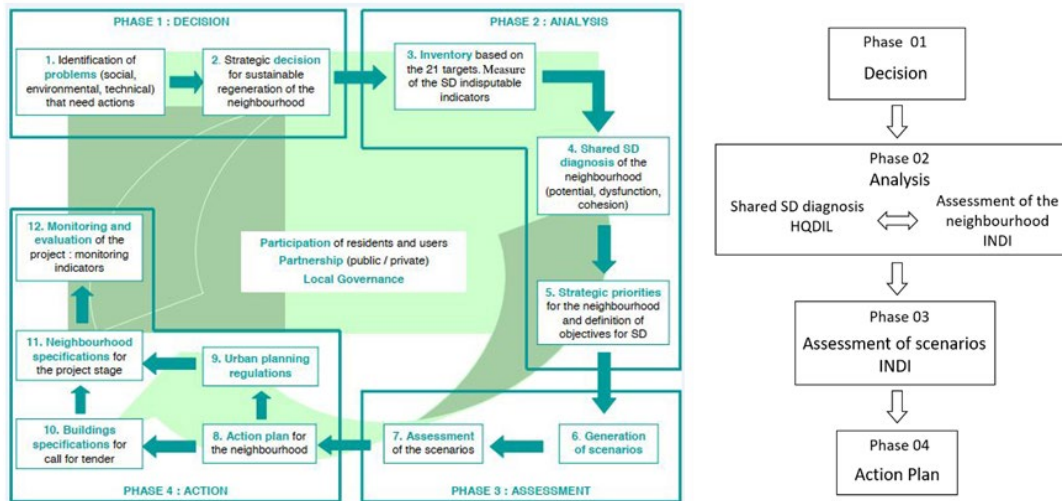 PHASE 1 : DECISION
1. Identification of
problems (social,
environmental, technical)
that need actions
2. Strategic decision
for sustainable
regeneration of the
neighbourhood
PHASE 2 : ANALYSIS
3. Inventory based on
the 21 targets. Measure
of the SD indisputable
indicators
4. Shared SD
diagnosis of the
neighbourhood
(potential, dysfunction,
cohesion)
5. Strategic priorities
for the neighbourhood
and definition of
objectives for SD
Participation of residents and users
Partnership (public / private)
Local Governance
12. Monitoring and
evaluation of the
project : monitoring
indicators
11. Neighbourhood
specifications for
the project stage
9. Urban planning
regulations
10. Buildings
specifications for
call for tender
8. Action plan for
the neighbourhood
PHASE 4 : ACTION
7. Assessment
of the scenarios
6. Generation
of scenarios
PHASE 3 : ASSESSMENT
Phase 01
Decision
Phase 02
Analysis
Shared SD diagnosis
HQDIL
Assessment of the
neighbourhood
INDI
Phase 03
Assessment of scenarios
INDI
Phase 04
Action Plan